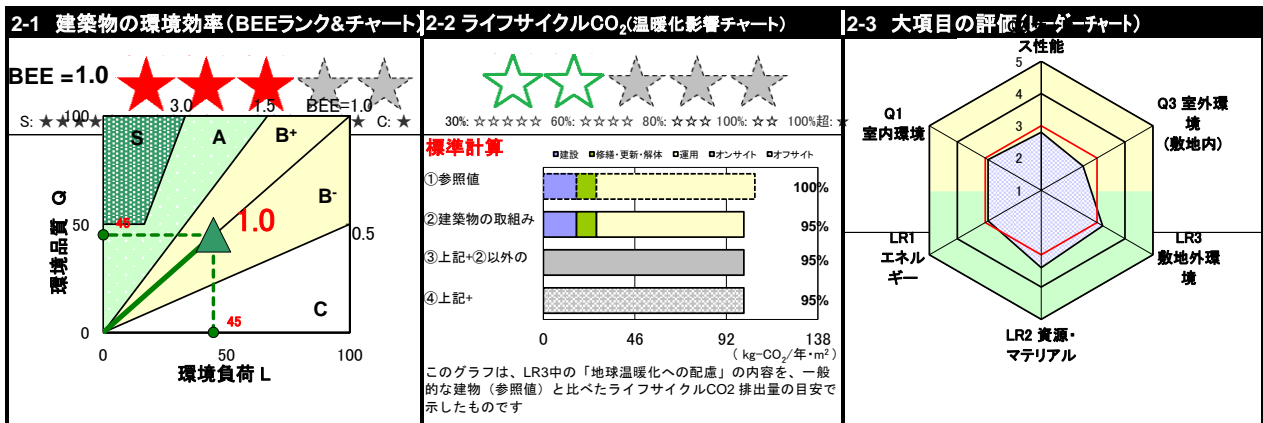 2-1 建築物の環境効率(BEEランク&チャート)
BEE =1.0
S: ★★★★
★ C: ★
3.0
1.5
BEE=1.0
100
S
A
B+
B-
C
0.5
50
45
1.0
45
0
0
50
100
環境品質 Q
環境負荷 L
2-2 ライフサイクルCO2(温暖化影響チャート)
30%: ☆☆☆☆☆ 60%: ☆☆☆☆ 80%: ☆☆☆ 100%: ☆☆ 100%超: ★
標準計算
■建設 ■修繕・更新・解体 □運用 ■オンサイト □オフサイト
①参照値
100%
②建築物の取組み
95%
③上記+②以外の
95%
④上記+
95%
0
46
92
138
( kg-CO2/年・m2)
このグラフは、LR3中の「地球温暖化への配慮」の内容を、一般
的な建物(参照値)と比べたライフサイクルCO2 排出量の目安で
示したものです
2-3 大項目の評価(レーダーチャート)
ス性能
5
4
3
2
1
Q1
室内環境
Q3 室外環
境
(敷地内)
LR1
エネル
ギー
LR3
敷地外環
境
LR2 資源・
マテリアル